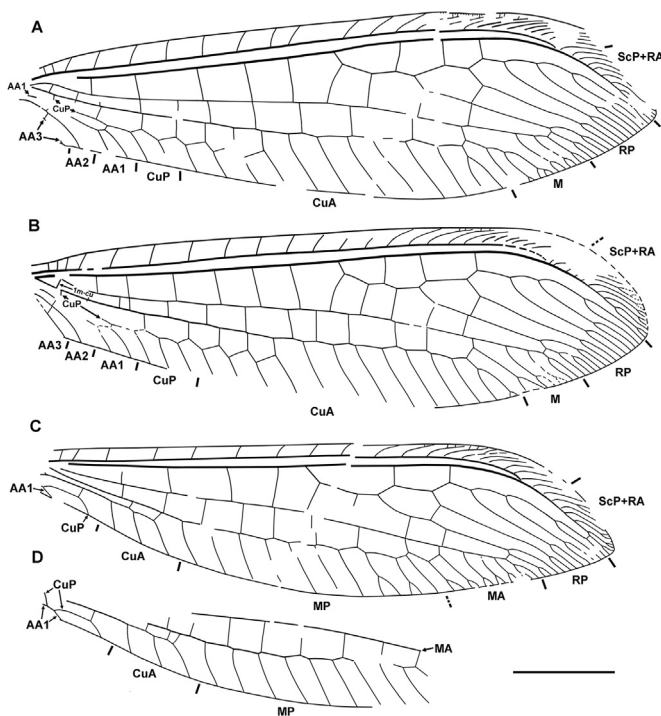 A
ScP+RA
AA1
CuP
AA3
AA2
AA1
CuP
RP
M
CuA
B
ScP+RA
1m-cu
CuP
AA3
AA2
AA1
CuP
RP
M
CuA
C
ScP+RA
AA1
CuP
CuA
RP
MA
MP
D
CuP
AA1
MA
CuA
MP